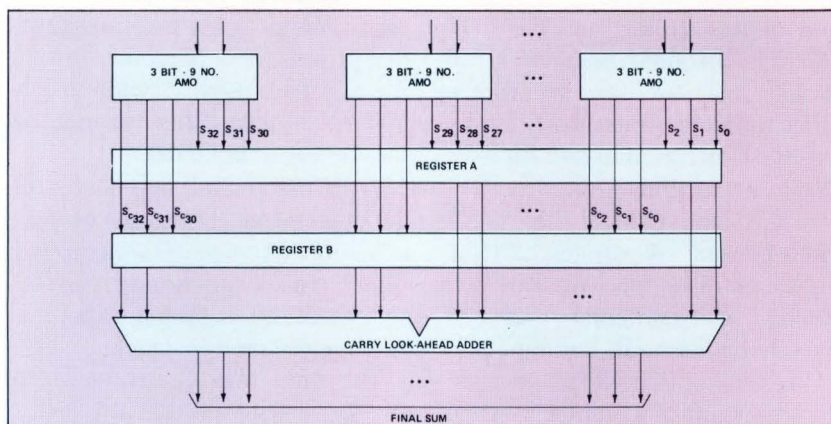 •••
3 BIT - 9 NO.
AMO
3 BIT - 9 NO.
AMO
•••
3 BIT - 9 NO.
AMO
S32 S31 S30
S29 S28 S27
•••
S2 S1 S0
REGISTER A
Sc32 Sc31 Sc30
•••
Sc2 Sc1 Sc0
REGISTER B
•••
CARRY LOOK-AHEAD ADDER
•••
•••
FINAL SUM